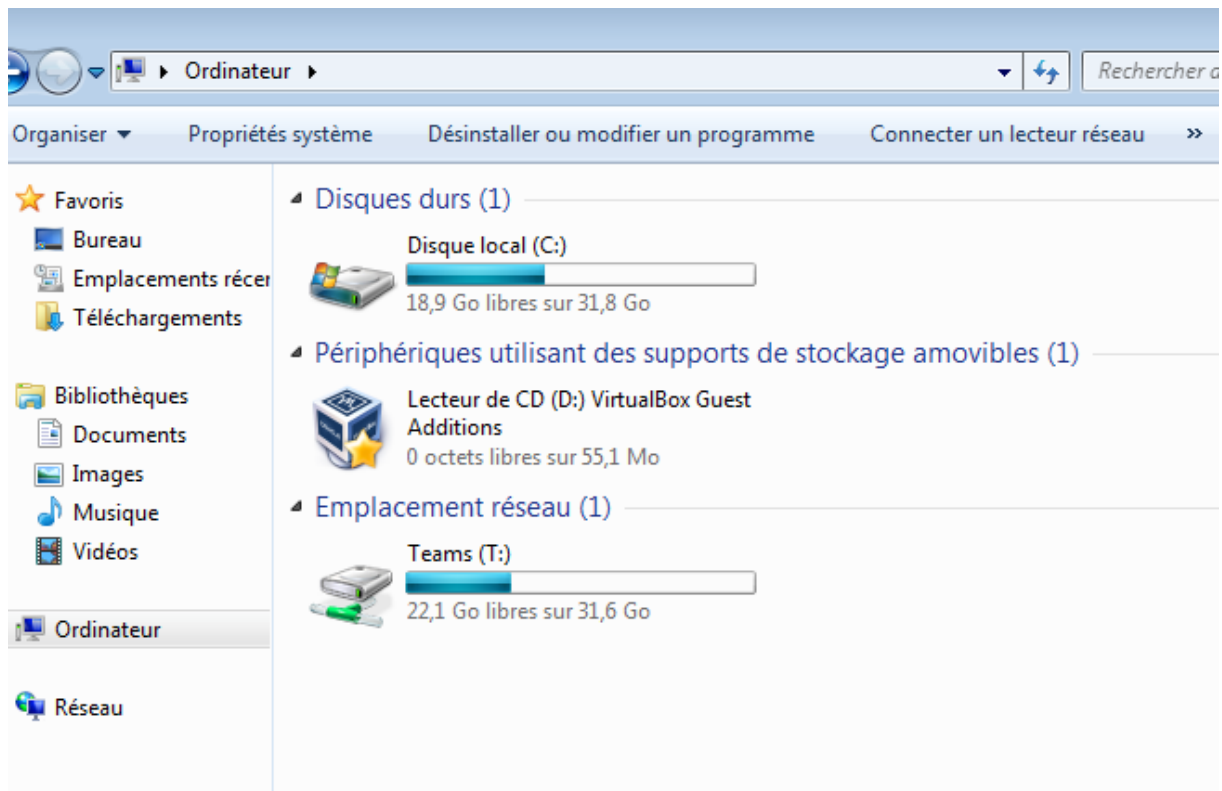 Ordinateur
Rechercher d
Organiser
Propriétés système
Désinstaller ou modifier un programme
Connecter un lecteur réseau
»
Favoris
Bureau
Emplacements récen
Téléchargements
Bibliothèques
Documents
Images
Musique
Vidéos
Ordinateur
Réseau
Disques durs (1)
Disque local (C:)
18,9 Go libres sur 31,8 Go
Périphériques utilisant des supports de stockage amovibles (1)
Lecteur de CD (D:) VirtualBox Guest
Additions
0 octets libres sur 55,1 Mo
Emplacement réseau (1)
Teams (T:)
22,1 Go libres sur 31,6 Go